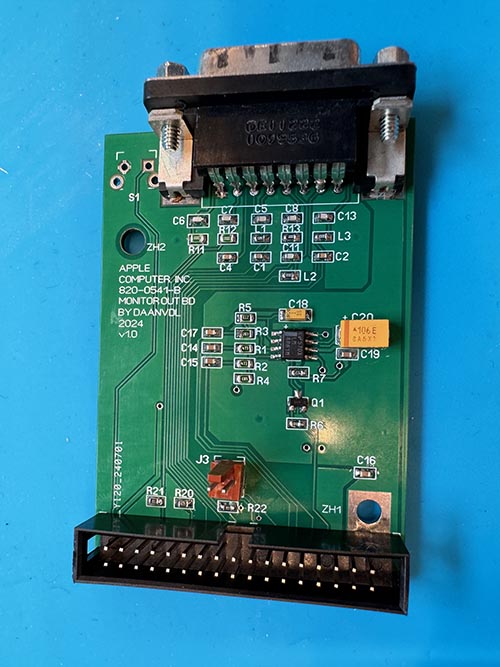 S1
C6
C7
C5
C8
C13
R11
R12
L1
R13
L3
C4
C1
C11
C2
L2
ZH2
APPLE
COMPUTER, INC
820-0541-B
MONITOR OUT BD
BY DAANVDL
2024
v1.0
C18
R5
C20
106E
C17
R3
C19
C14
R1
C15
R2
R7
R4
Q1
R6
J3
C16
R21
R20
R22
ZH1
Y120_240701